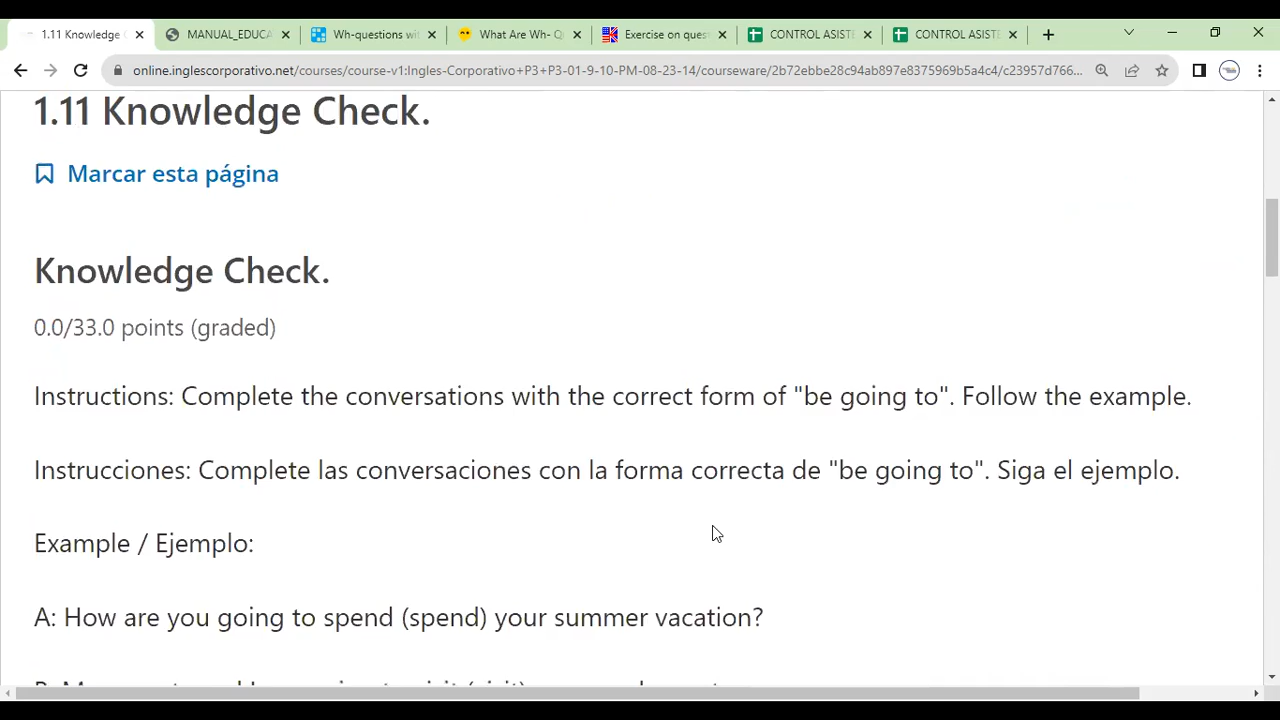 1.11 Knowledge C
MANUAL_EDUCA
Wh-questions wi
What Are Wh- Q
Exercise on ques
CONTROL ASISTE
CONTROL ASISTE
online.inglescorporativo.net/courses/course-v1:Ingles-Corporativo+P3+P3-01-9-10-PM-08-23-14/courseware/2b72ebbe28c94ab897e8375969b5a4c4/c23957d766...
1.11 Knowledge Check.
Marcar esta página
Knowledge Check.
0.0/33.0 points (graded)
Instructions: Complete the conversations with the correct form of "be going to". Follow the example.
Instrucciones: Complete las conversaciones con la forma correcta de "be going to". Siga el ejemplo.
Example / Ejemplo:
A: How are you going to spend (spend) your summer vacation?